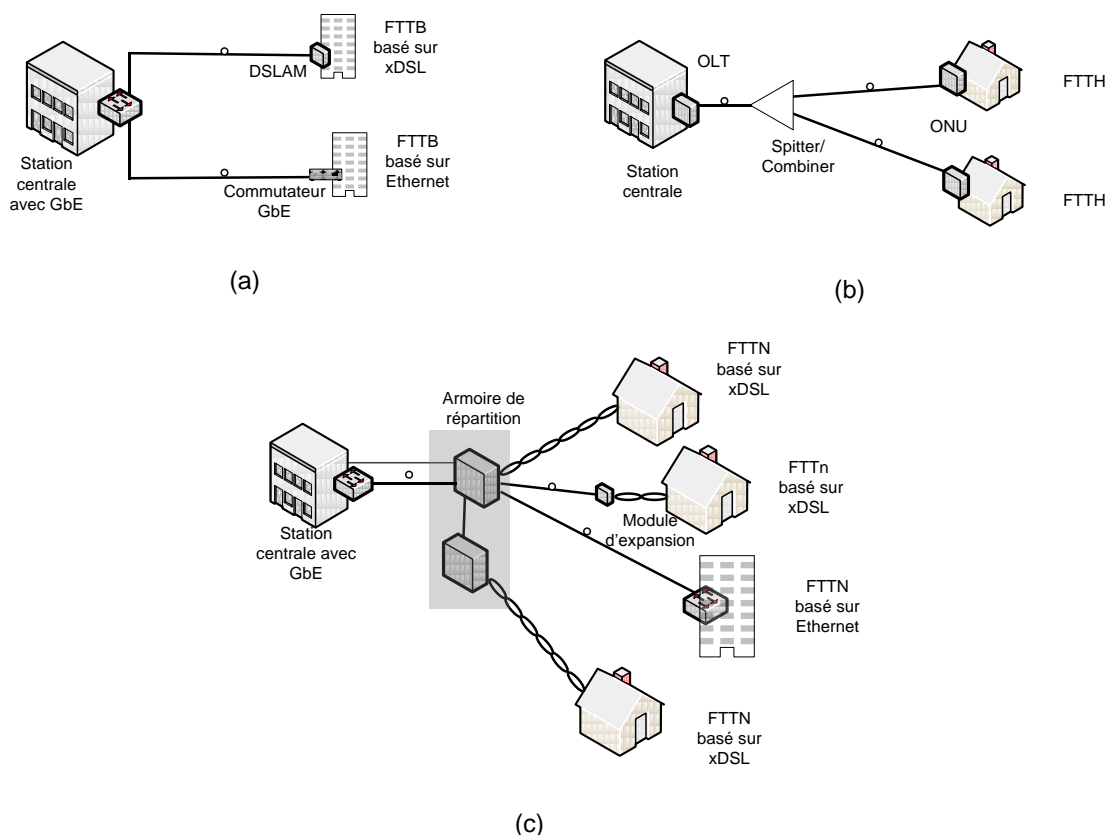 FTTB
basé sur
xDSL
DSLAM
Station
centrale
avec GbE
FTTB
basé sur
Ethernet
Commutateur
GbE
(a)
OLT
Station
centrale
Spitter/
Combiner
ONU
FTTH
FTTH
(b)
Armoire de
répartition
Station
centrale avec
GbE
FTTN
basé sur
xDSL
FTTn
basé sur
xDSL
Module
d'expansion
FTTN
basé sur
Ethernet
FTTN
basé sur
xDSL
(c)